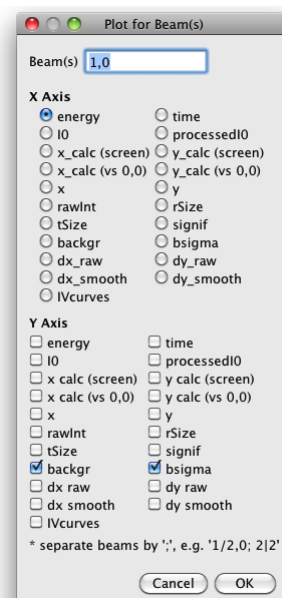 Plot for Beam(s)
Beam(s) 1,0
X Axis
energy time
I0 processedI0
x_calc (screen) y_calc (screen)
x_calc (vs 0,0) y_calc (vs 0,0)
x y
rawInt rSize
tSize signif
backgr bsigma
dx_raw dy_raw
dx_smooth dy_smooth
IVcurves
Y Axis
energy time
I0 processedI0
x calc (screen) y calc (screen)
x calc (vs 0,0) y calc (vs 0,0)
x y
rawInt rSize
tSize signif
backgr bsigma
dx raw dy raw
dx smooth dy smooth
IVcurves
* separate beams by ';', e.g. '1/2,0; 2|2'
Cancel OK